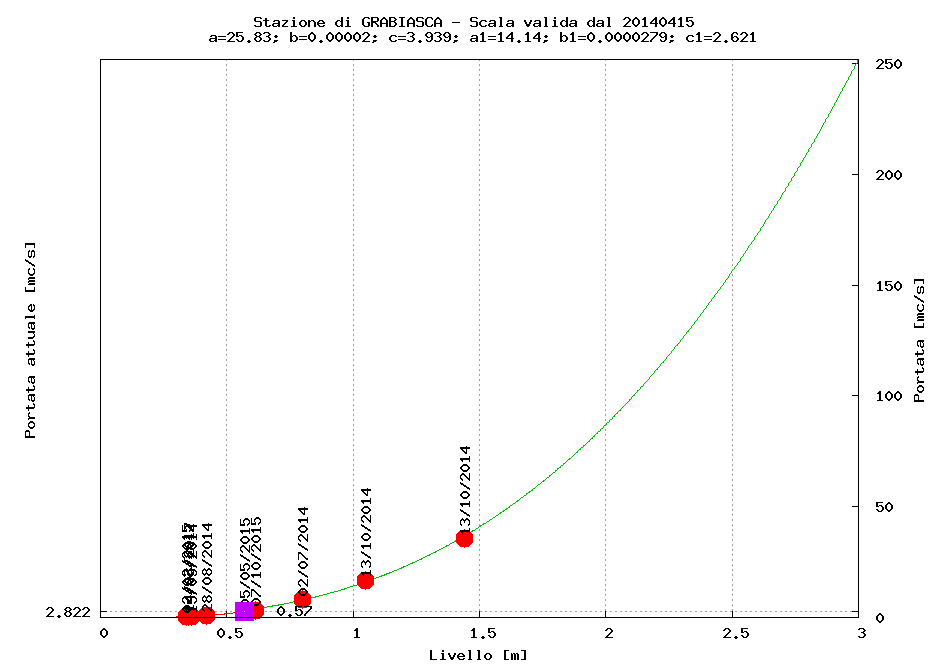 Stazione di GRABIASCA - Scala valida dal 20140415
a=25.83; b=0.00002; c=3.939; a1=14.14; b1=0.0000279; c1=2.621
Portata attuale [mc/s]
2.822
28/08/2014
05/05/2015
07/10/2015
02/07/2014
13/10/2014
13/10/2014
0.57
0
50
100
150
200
250
Portata [mc/s]
0 0.5 1 1.5 2 2.5 3
Livello [m]